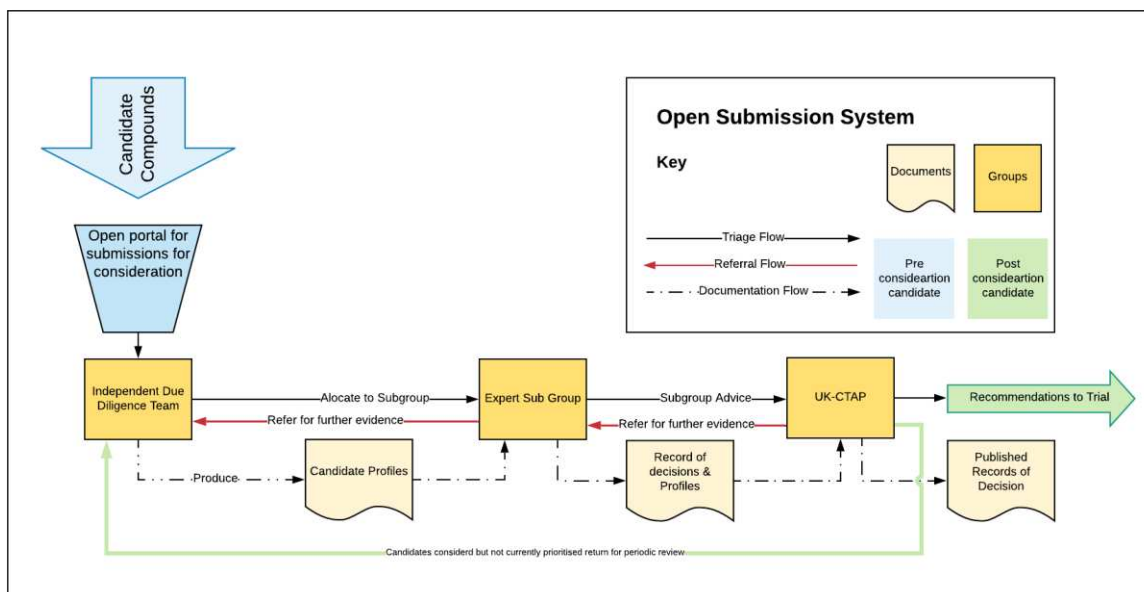 Candidate
Compounds
Open portal for
submissions for
consideration
Open Submission System
Key
Documents
Groups
Triage Flow
Referral Flow
Documentation Flow
Pre
consideartion
candidate
Post
consideartion
candidate
Independent Due
Diligence Team
Alocate to Subgroup
Refer for further evidence
Expert Sub Group
Subgroup Advice
Refer for further evidence
UK-CTAP
Recommendations to Trial
Produce
Candidate Profiles
Record of
decisions &
Profiles
Published
Records of
Decision
Candidates considerd but not currently prioritised return for periodic review